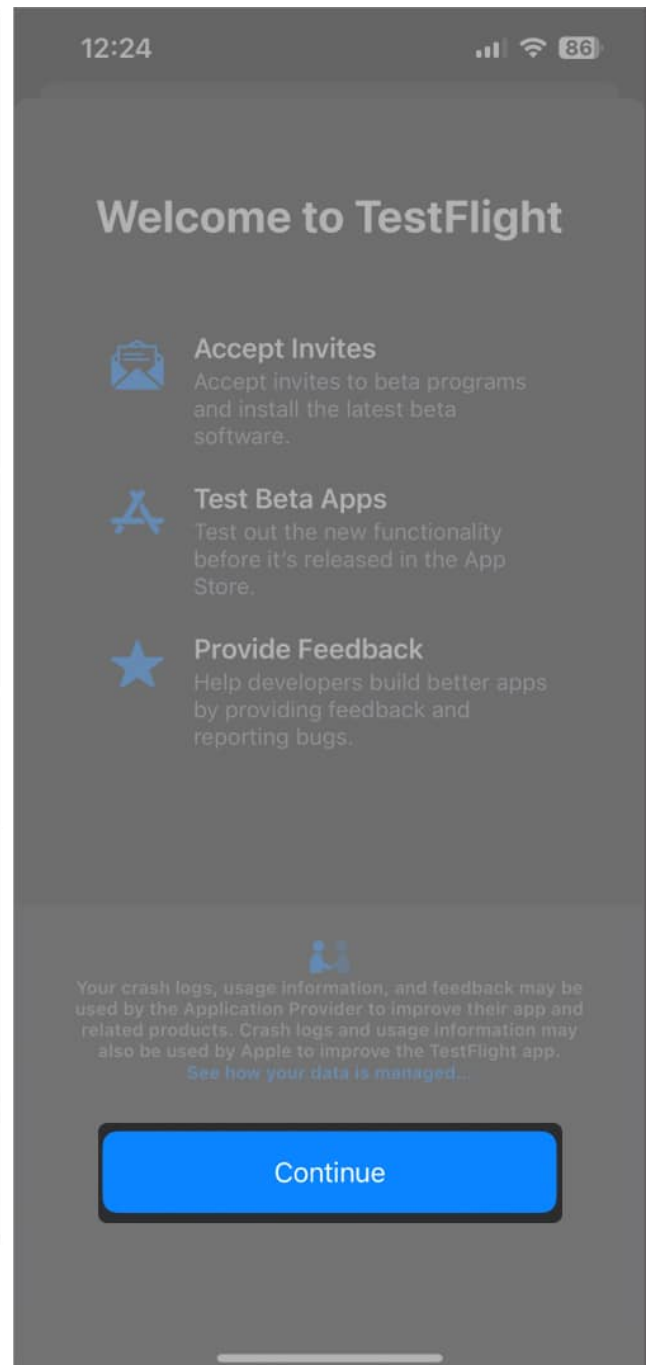 12:24
86
Welcome to TestFlight
Accept Invites
Accept invites to beta programs
and install the latest beta
software.
Test Beta Apps
Test out the new functionality
before it's released in the App
Store.
Provide Feedback
Help developers build better apps
by providing feedback and
reporting bugs.
Your crash logs, usage information, and feedback may be
used by the Application Provider to improve their app and
related products. Crash logs and usage information may
also be used by Apple to improve the TestFlight app.
See how your data is managed...
Continue